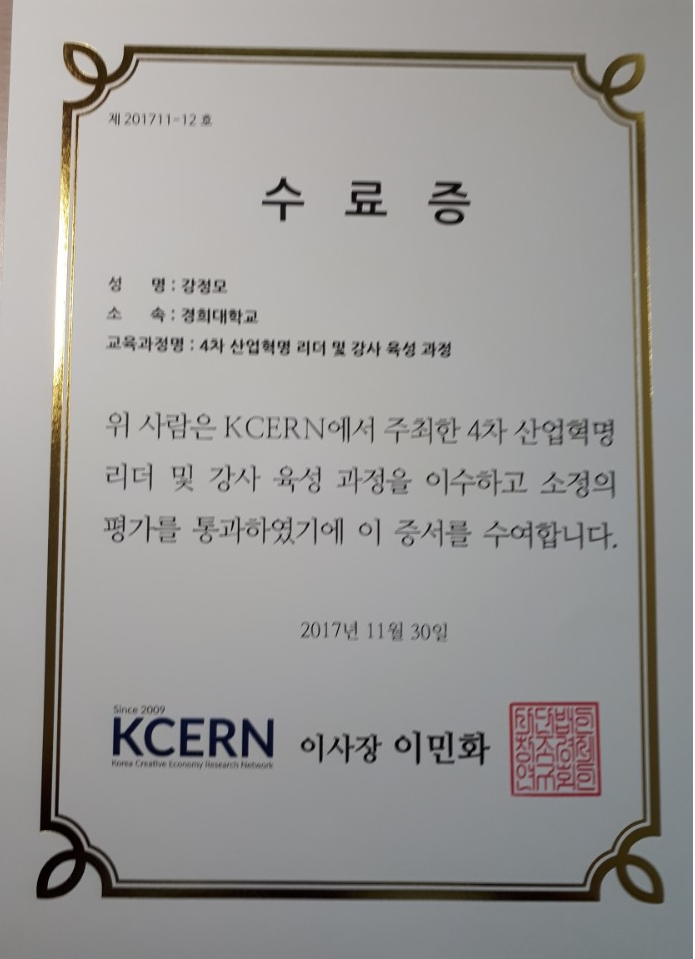 제 201711-12 호
수 료 증
성 명 : 강정모
소 속 : 경희대학교
교육과정명 : 4차 산업혁명 리더 및 강사 육성 과정
위 사람은 KCERN에서 주최한 4차 산업혁명
리더 및 강사 육성 과정을 이수하고 소정의
평가를 통과하였기에 이 증서를 수여합니다.
2017년 11월 30일
Since 2009
KCERN
Korea Creative Economy Research Network
이사장 이민화